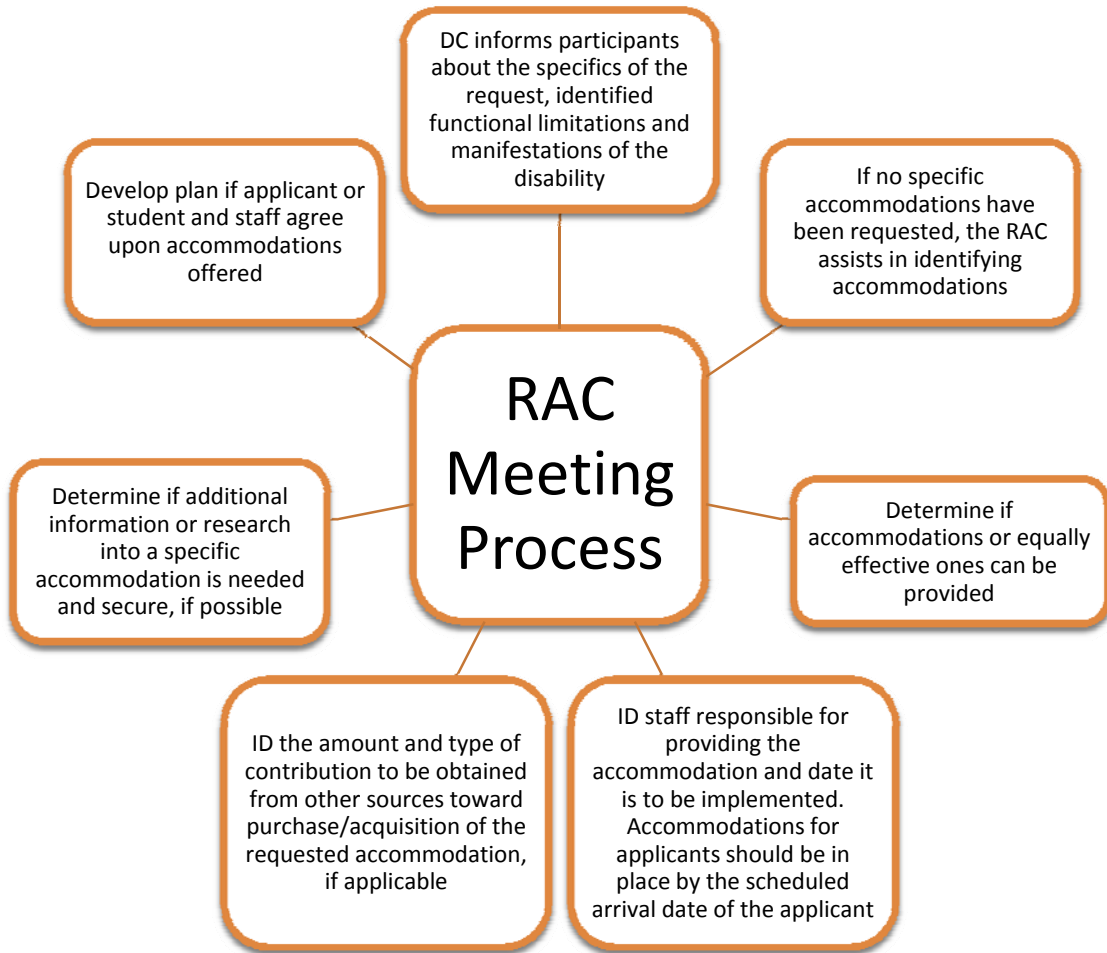 DC informs participants
about the specifics of the
request, identified
functional limitations and
manifestations of the
disability
If no specific
accommodations have
been requested, the RAC
assists in identifying
accommodations
Determine if
accommodations or equally
effective ones can be
provided
ID staff responsible for
providing the
accommodation and date it
is to be implemented.
Accommodations for
applicants should be in
place by the scheduled
arrival date of the applicant
ID the amount and type of
contribution to be obtained
from other sources toward
purchase/acquisition of the
requested accommodation,
if applicable
Determine if additional
information or research
into a specific
accommodation is needed
and secure, if possible
Develop plan if applicant or
student and staff agree
upon accommodations
offered
RAC
Meeting
Process